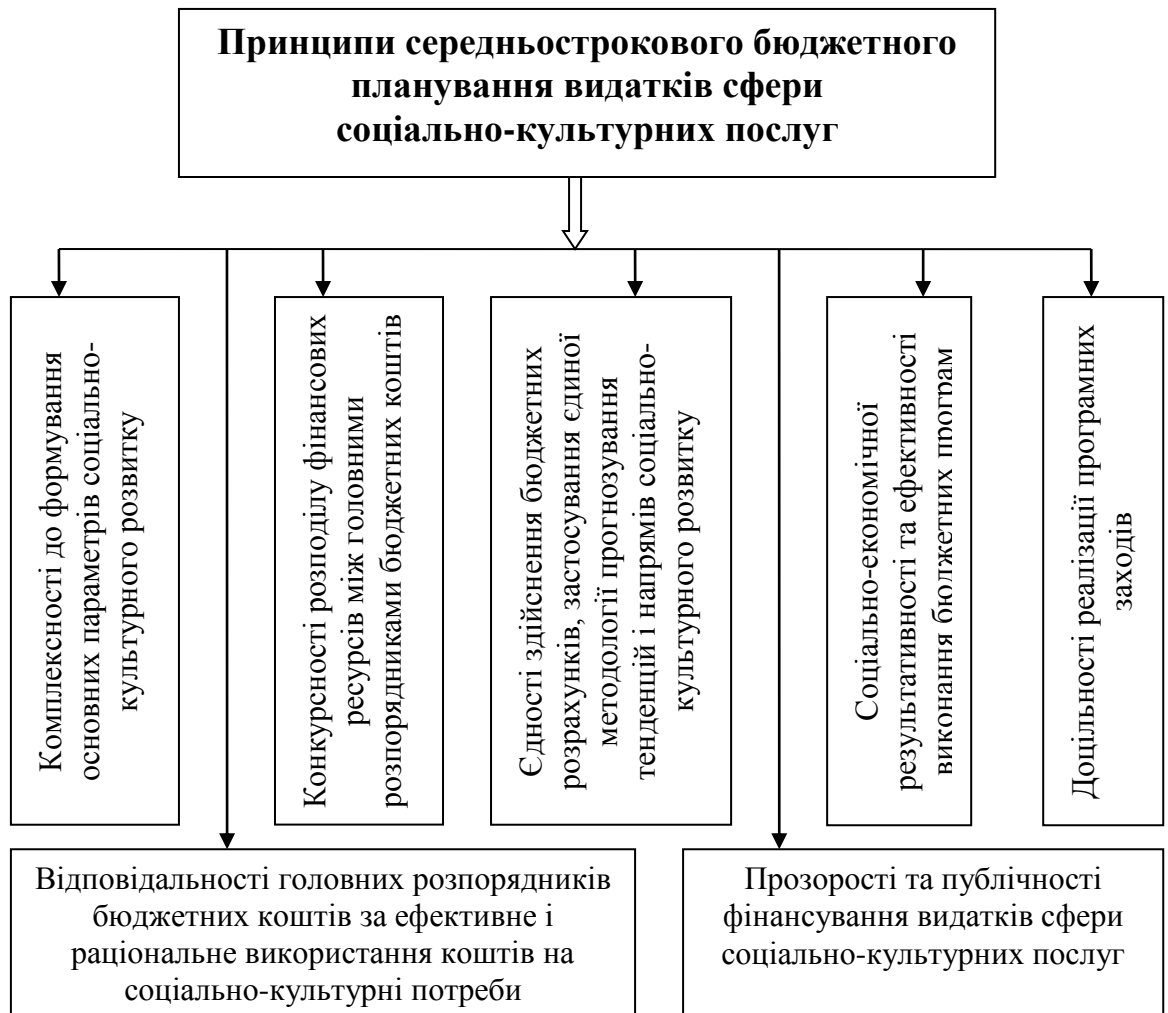 Принципи середньострокового бюджетного
планування видатків сфери
соціально-культурних послуг
Комплексності до формування
основних параметрів соціально-
культурного розвитку
Конкурсності розподілу фінансових
ресурсів між головними
розпорядниками бюджетних коштів
Єдності здійснення бюджетних
розрахунків, застосування єдиної
методології прогнозування
тенденцій і напрямів соціально-
культурного розвитку
Соціально-економічної
результативності та ефективності
виконання бюджетних програм
Доцільності реалізації програмних
заходів
Відповідальності головних розпорядників
бюджетних коштів за ефективне і
раціональне використання коштів на
соціально-культурні потреби
Прозорості та публічності
фінансування видатків сфери
соціально-культурних послуг